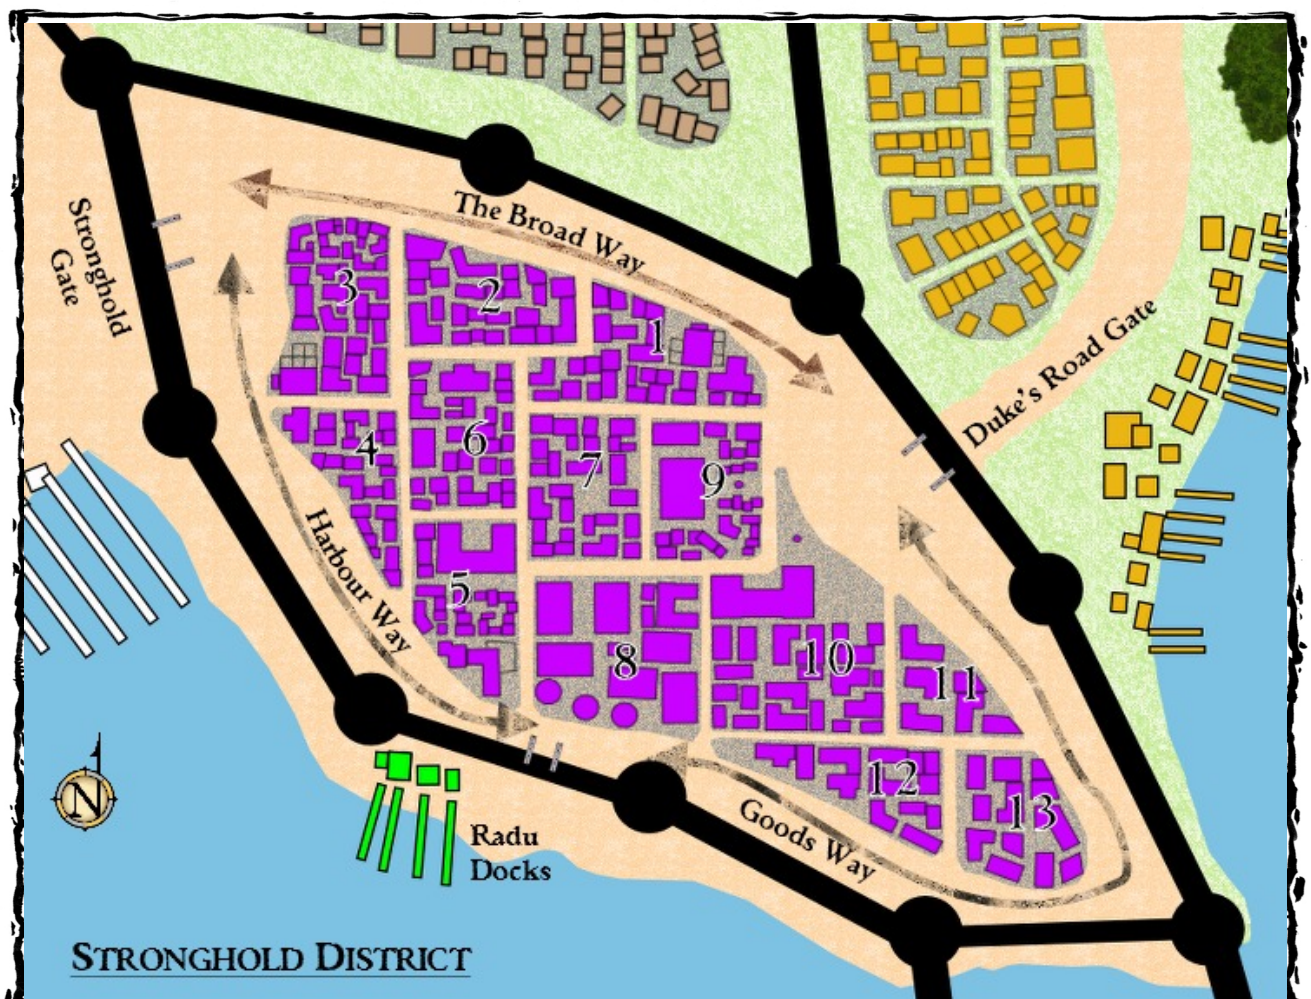 The Broad Way
Stronghold
Gate
3
2
1
Duke's Road Gate
4
6
7
9
Harbour Way
5
8
10
11
12
13
Goods Way
N
Radu
Docks
STRONGHOLD DISTRICT